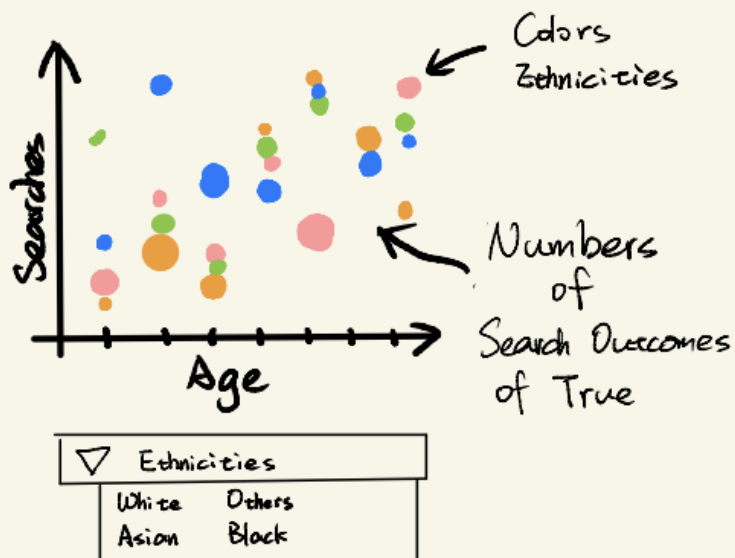 Colors
Ethnicities
Searches
Numbers
of
Search Outcomes
of True
Age
Ethnicities
White Others
Asian Black